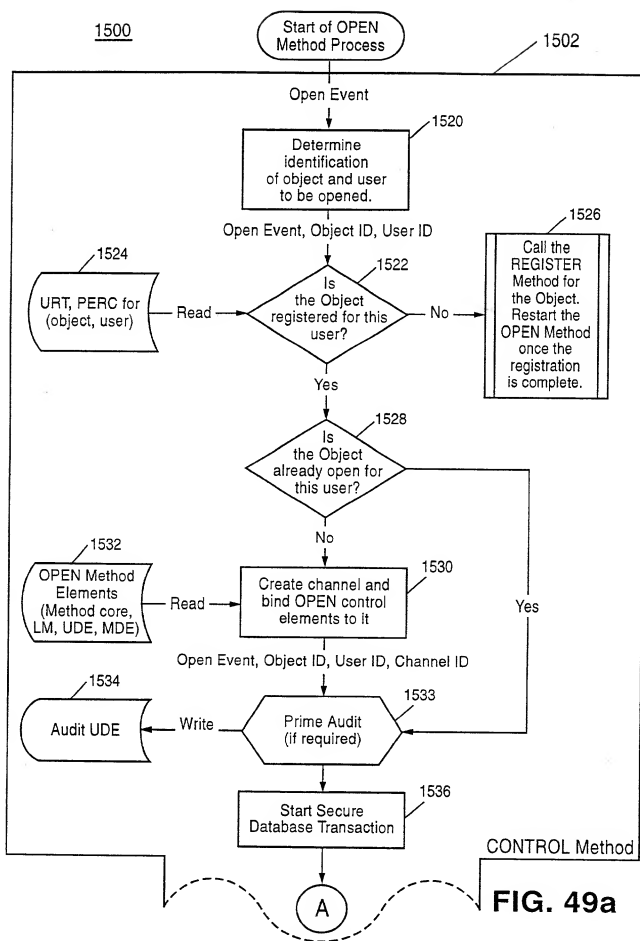 1500
Start of OPEN
Method Process
1502
Open Event
1520
Determine
identification
of object and user
to be opened.
Open Event, Object ID, User ID
1524
URT, PERC for
(object, user)
Read
1522
Is
the Object
registered for this
user?
No
1526
Call the
REGISTER
Method for
the Object.
Restart the
OPEN Method
once the
registration
is complete.
Yes
1528
Is
the Object
already open for
this user?
No
Yes
1532
OPEN Method
Elements
(Method core,
LM, UDE, MDE)
Read
1530
Create channel and
bind OPEN control
elements to it
Open Event, Object ID, User ID, Channel ID
1534
Audit UDE
Write
1533
Prime Audit
(if required)
1536
Start Secure
Database Transaction
CONTROL Method
A
FIG. 49a